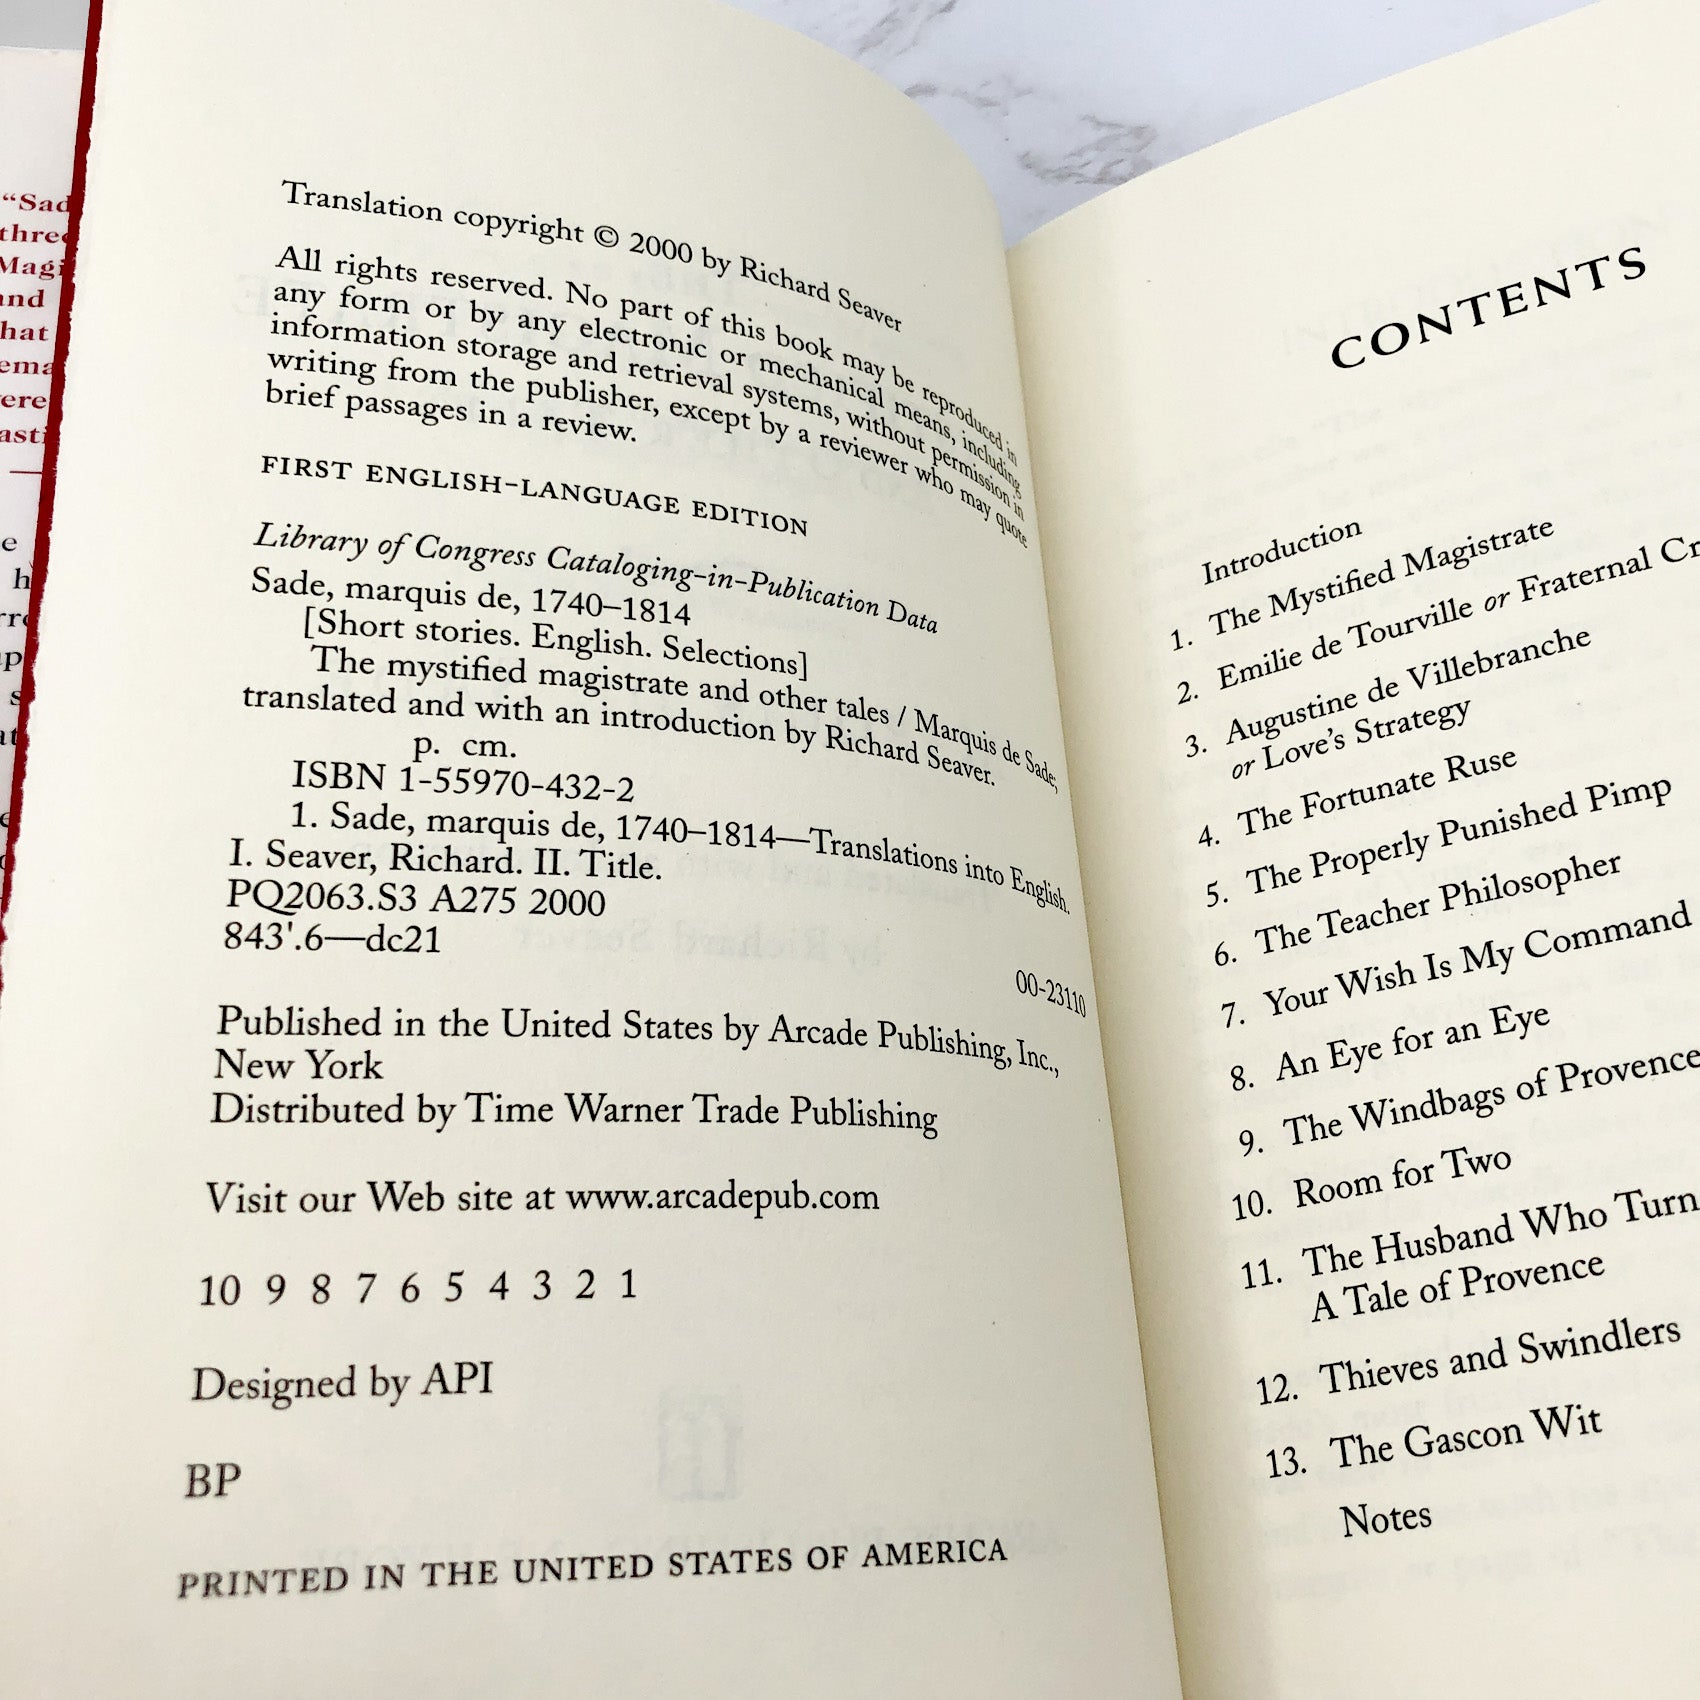 “Sad
three
Magi
and
hat
ema
ere
asti
Translation copyright © 2000 by Richard Seaver
All rights reserved. No part of this book may be reproduced in
any form or by any electronic or mechanical means, including
information storage and retrieval systems, without permission in
writing from the publisher, except by a reviewer who may quote
brief passages in a review.
FIRST ENGLISH-LANGUAGE EDITION
Library of Congress Cataloging-in-Publication Data
Sade, marquis de, 1740–1814
[Short stories. English. Selections]
The mystified magistrate and other tales / Marquis de Sade;
translated and with an introduction by Richard Seaver.
p. cm.
ISBN 1-55970-432-2
1. Sade, marquis de, 1740–1814—Translations into English.
I. Seaver, Richard. II. Title.
PQ2063.S3 A275 2000
843'.6—dc21
00-23110
Published in the United States by Arcade Publishing, Inc.,
New York
Distributed by Time Warner Trade Publishing
Visit our Web site at www.arcadepub.com
10 9 8 7 6 5 4 3 2 1
Designed by API
BP
PRINTED IN THE UNITED STATES OF AMERICA
CONTENTS
Introduction
1. The Mystified Magistrate
2. Emilie de Tourville or Fraternal Cr
3. Augustine de Villebranche
or Love's Strategy
4. The Fortunate Ruse
5. The Properly Punished Pimp
6. The Teacher Philosopher
7. Your Wish Is My Command
8. An Eye for an Eye
9. The Windbags of Provence
10. Room for Two
11. The Husband Who Turn
A Tale of Provence
12. Thieves and Swindlers
13. The Gascon Wit
Notes